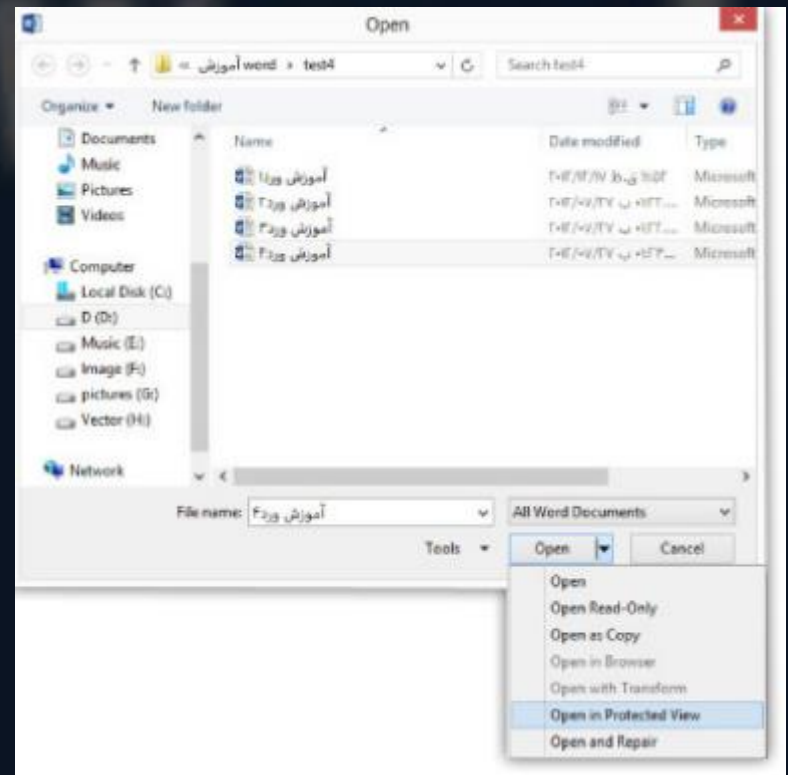 Open
« آموزش word › test4
Search test4
Organize
New folder
Documents
Music
Pictures
Videos
Computer
Local Disk (C:)
D (D:)
Music (E:)
Image (F:)
pictures (G:)
Vector (H:)
Network
Name
Date modified
Type
آموزش ورد۱
Microsoft
آموزش ورد۲
Microsoft
آموزش ورد۳
Microsoft
آموزش ورد۴
Microsoft
File name: آموزش ورد۴
All Word Documents
Tools
Open
Cancel
Open
Open Read-Only
Open as Copy
Open in Browser
Open with Transform
Open in Protected View
Open and Repair